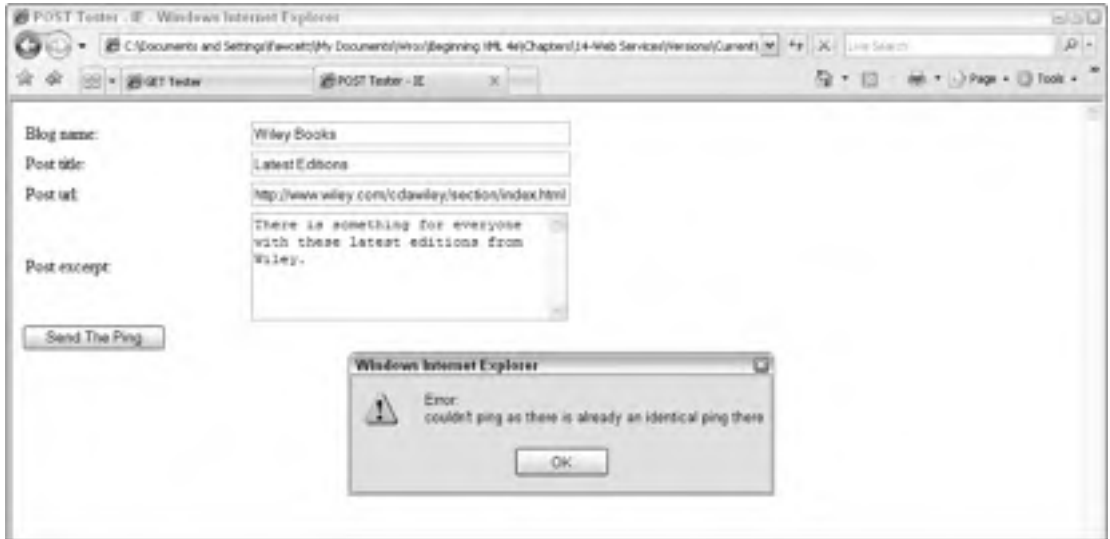 POST Tester - IE - Windows Internet Explorer
C:\Documents and Settings\fawcett\My Documents\Wrox\Beginning XML 4e\Chapters\14-Web Services\Versions\Current\
Live Search
GET Tester
POST Tester - IE
Page
Tools
Blog name:
Wiley Books
Post title:
Latest Editions
Post url:
http://www.wiley.com/cdawiley/section/index.html
Post excerpt:
There is something for everyone
with these latest editions from
Wiley.
Send The Ping
Windows Internet Explorer
Error:
couldn't ping as there is already an identical ping there
OK